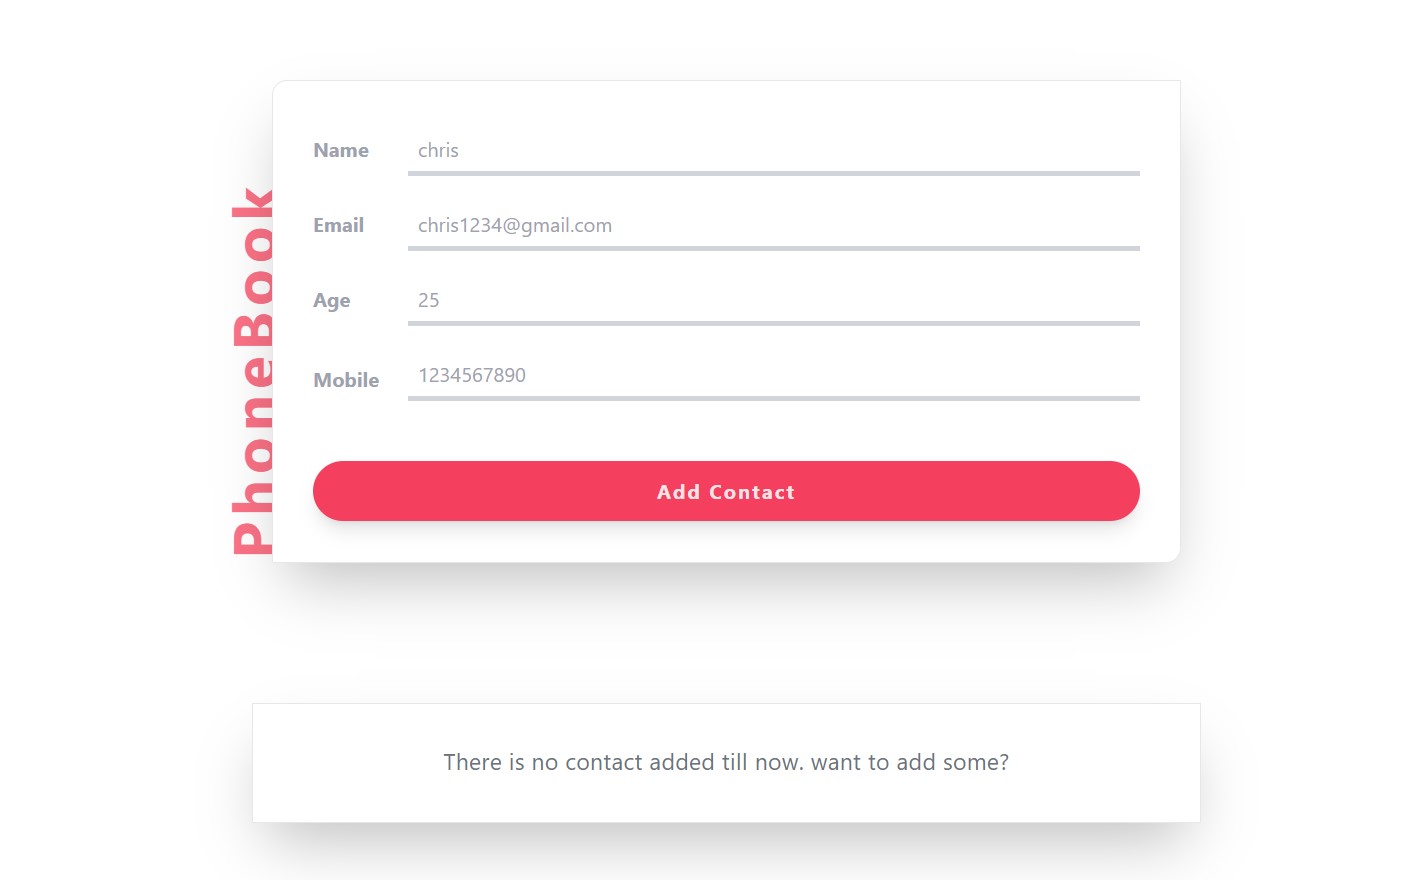 PhoneBook
Name chris
Email chris1234@gmail.com
Age 25
Mobile 1234567890
Add Contact
There is no contact added till now. want to add some?